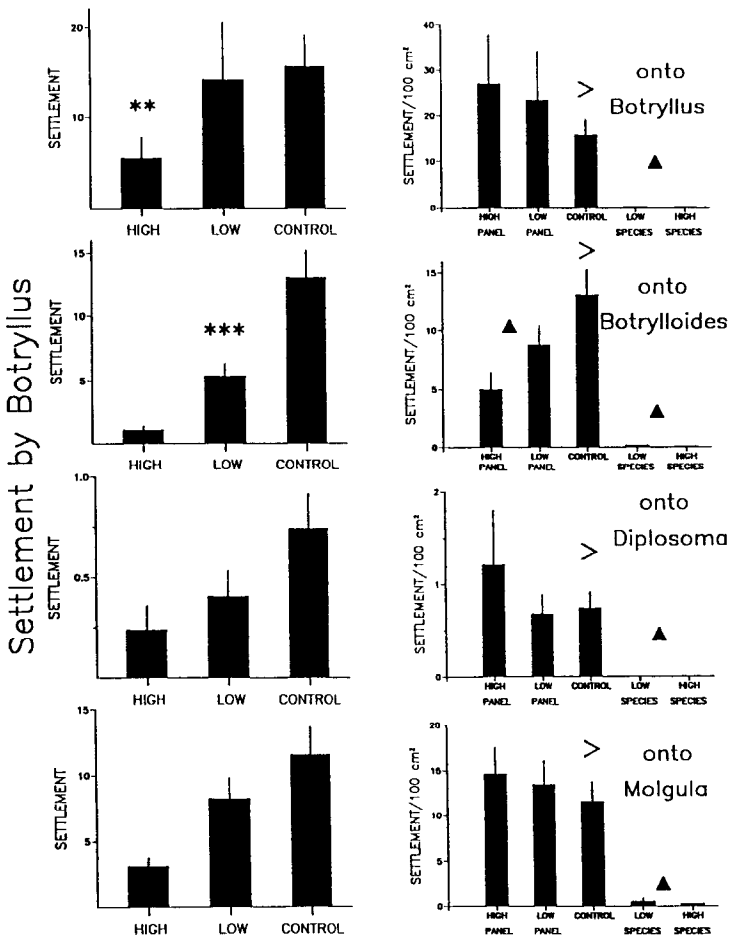 Settlement by Botryllus
SETTLEMENT
20
10
**
HIGH LOW CONTROL
SETTLEMENT/100 cm²
40
30
20
10
0
>
onto
Botryllus
▲
HIGH LOW CONTROL LOW HIGH
PANEL PANEL SPECIES SPECIES
SETTLEMENT
15
10
5
***
HIGH LOW CONTROL
SETTLEMENT/100 cm²
15
10
5
0
▲
>
onto
Botrylloides
▲
HIGH LOW CONTROL LOW HIGH
PANEL PANEL SPECIES SPECIES
SETTLEMENT
1.0
0.5
HIGH LOW CONTROL
SETTLEMENT/100 cm²
2
1
0
>
onto
Diplosoma
▲
HIGH LOW CONTROL LOW HIGH
PANEL PANEL SPECIES SPECIES
SETTLEMENT
15
10
5
HIGH LOW CONTROL
SETTLEMENT/100 cm²
20
15
10
0
>
onto
Molgula
▲
HIGH LOW CONTROL LOW HIGH
PANEL PANEL SPECIES SPECIES